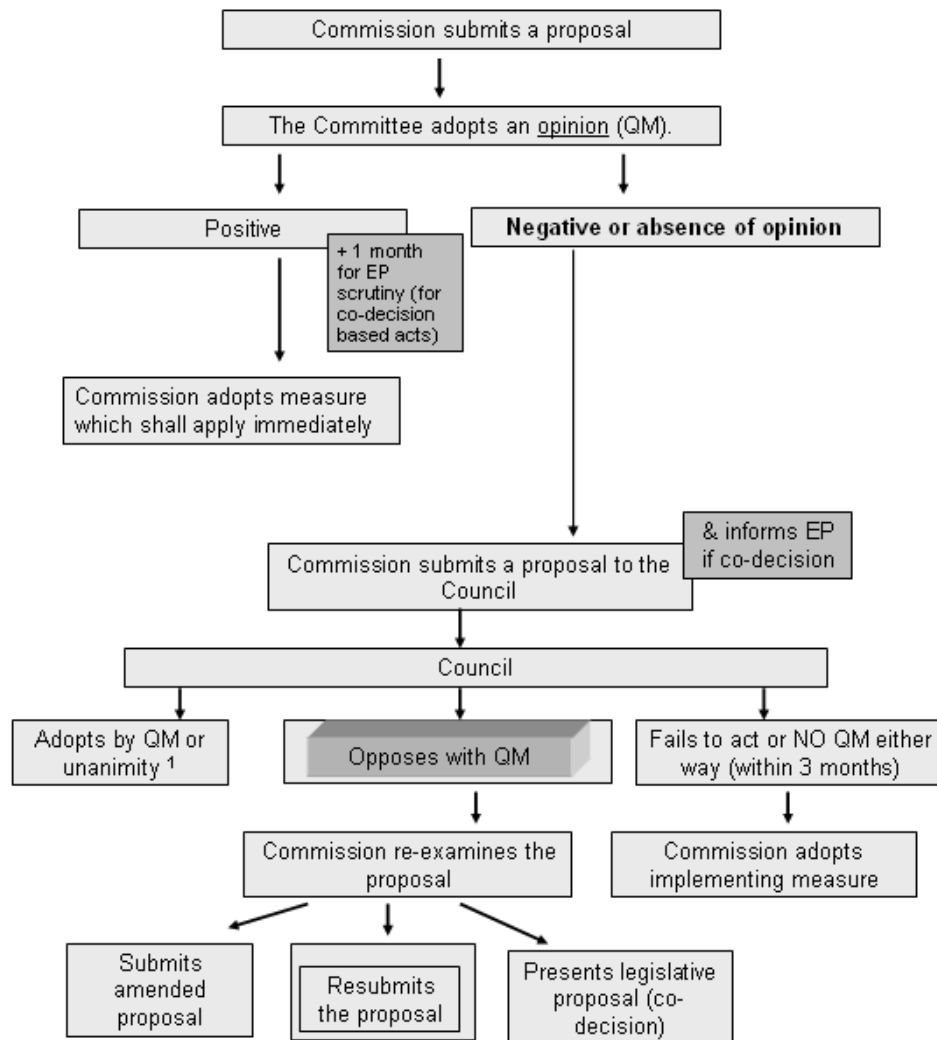 Commission submits a proposal
The Committee adopts an opinion (QM).
Positive
Negative or absence of opinion
+ 1 month
for EP
scrutiny (for
co-decision
based acts)
Commission adopts measure
which shall apply immediately
& informs EP
if co-decision
Commission submits a proposal to the
Council
Council
Adopts by QM or
unanimity ¹
Opposes with QM
Fails to act or NO QM either
way (within 3 months)
Commission re-examines the
proposal
Commission adopts
implementing measure
Submits
amended
proposal
Resubmits
the proposal
Presents legislative
proposal (co-
decision)